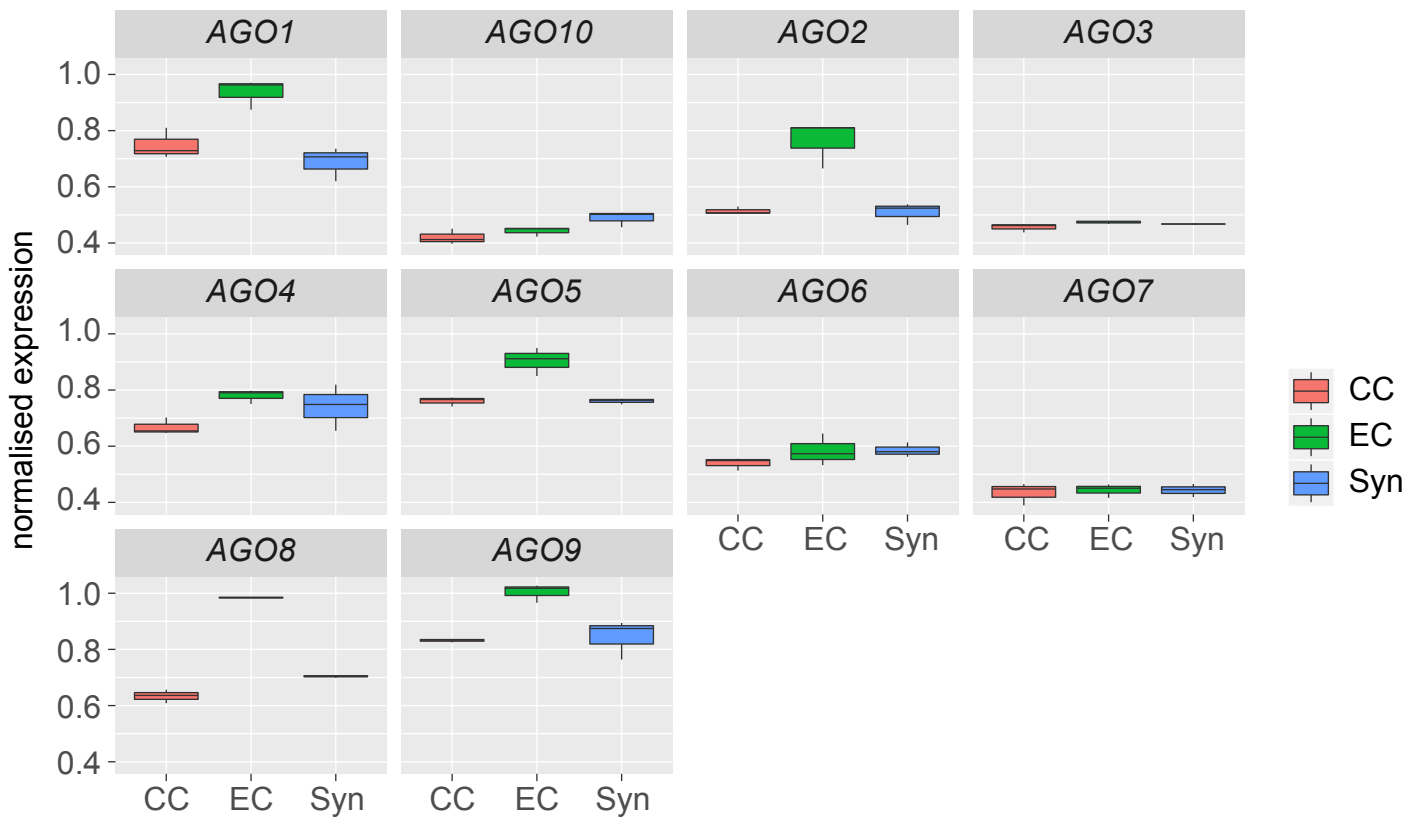 AGO1 AGO10 AGO2 AGO3
1.0
0.8
0.6
0.4
normalised expression
AGO4 AGO5 AGO6 AGO7
1.0
0.8
0.6
0.4
CC EC Syn CC EC Syn
CC
EC
Syn
AGO8 AGO9
1.0
0.8
0.6
0.4
CC EC Syn CC EC Syn